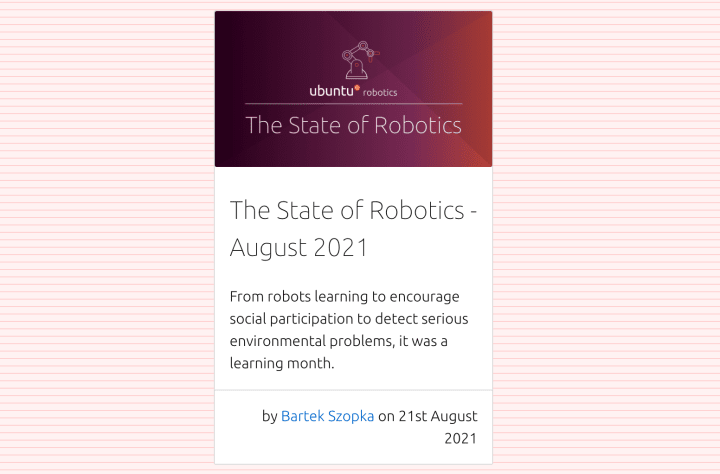 ubuntu robotics
The State of Robotics
The State of Robotics -
August 2021
From robots learning to encourage
social participation to detect serious
environmental problems, it was a
learning month.
by Bartek Szopka on 21st August
2021